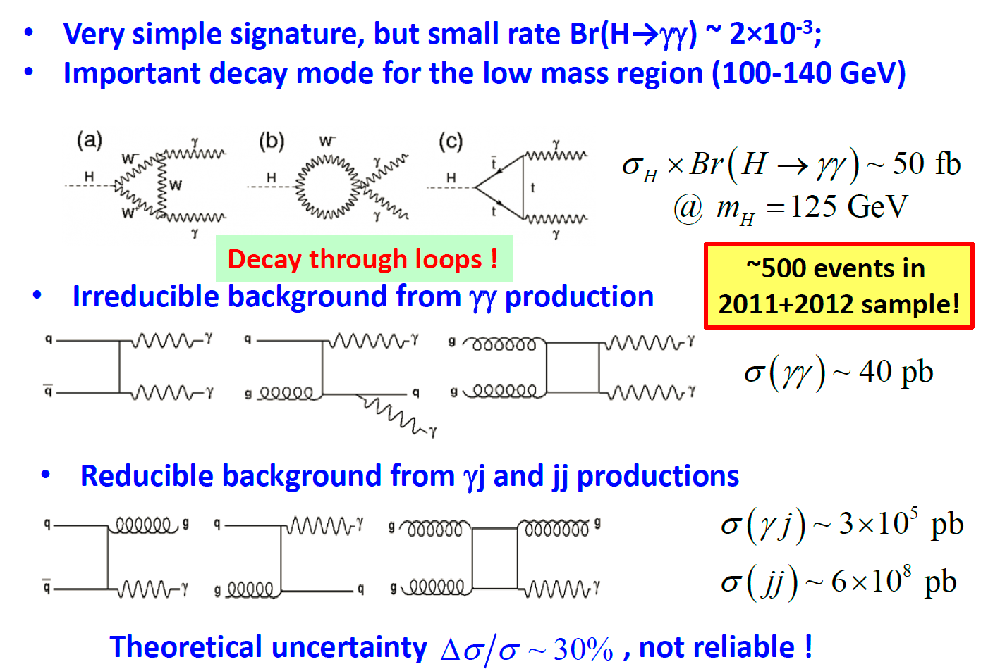 • Very simple signature, but small rate Br(H→γγ) ~ 2×10⁻³;
• Important decay mode for the low mass region (100-140 GeV)
(a) H W⁻ W W⁺ γ γ
(b) H W⁻ γ γ
(c) H t̄ t t γ γ
σ_H × Br(H → γγ) ~ 50 fb
@ m_H = 125 GeV
Decay through loops !
~500 events in
2011+2012 sample!
• Irreducible background from γγ production
q γ q γ g γ
q̄ γ g q γ g γ
σ(γγ) ~ 40 pb
• Reducible background from γj and jj productions
q g q γ g g
q̄ γ g q g γ
σ(γ j) ~ 3×10⁵ pb
σ(jj) ~ 6×10⁸ pb
Theoretical uncertainty Δσ/σ ~ 30% , not reliable !